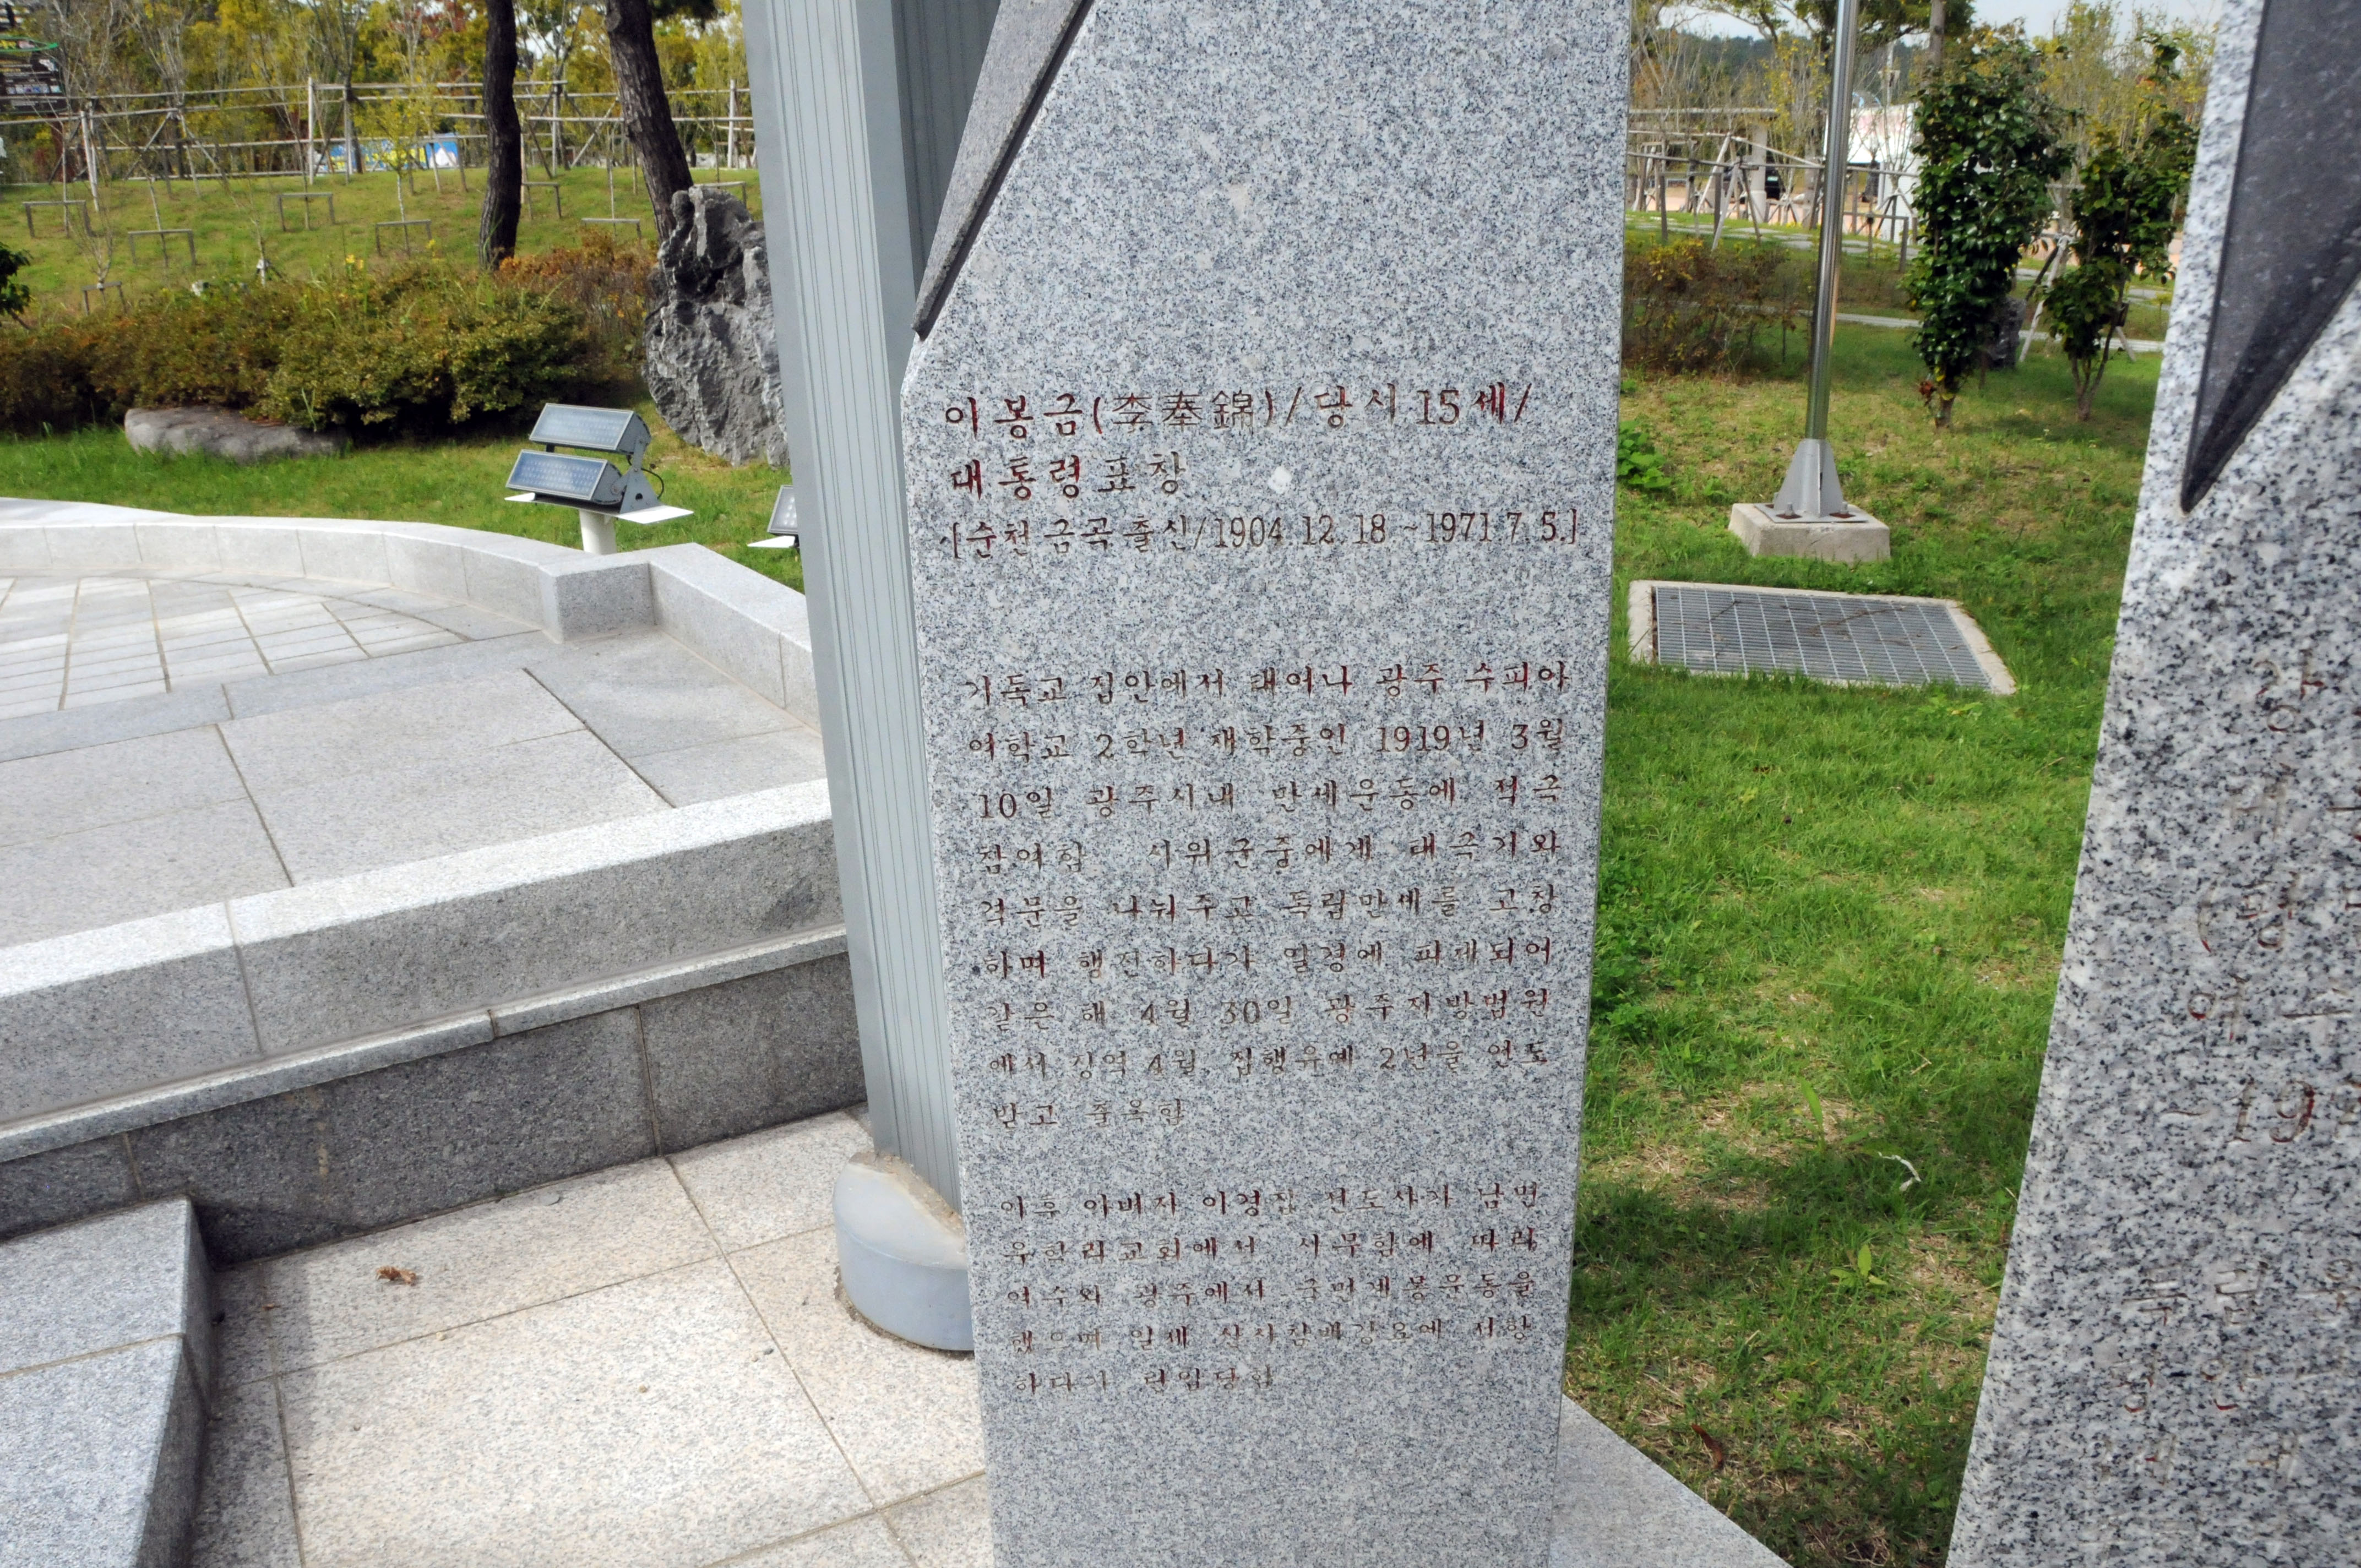 이봉금(李奉錦)/당시 15세/
대통령표창
[순천 금곡 출신/1904.12.18 ~1971.7.5.]
기독교 집안에서 태어나 광주 수피아
여학교 2학년 재학중인 1919년 3월
10일 광주시내 만세운동에 적극
참여함 시위군중에게 태극기와
격문을 나눠주고 독립만세를 고창
하며 행진하다가 일경에 피체되어
같은 해 4월 30일 광주지방법원
에서 징역 4월, 집행유예 2년을 언도
받고 출옥함
이후 아버지 이경집 전도사가 남면
우학리교회에서 시무함에 따라
여수와 광주에서 국먼계몽운동을
했으며 일제 신사참배강요에 저항
하다가 린임당함
~19